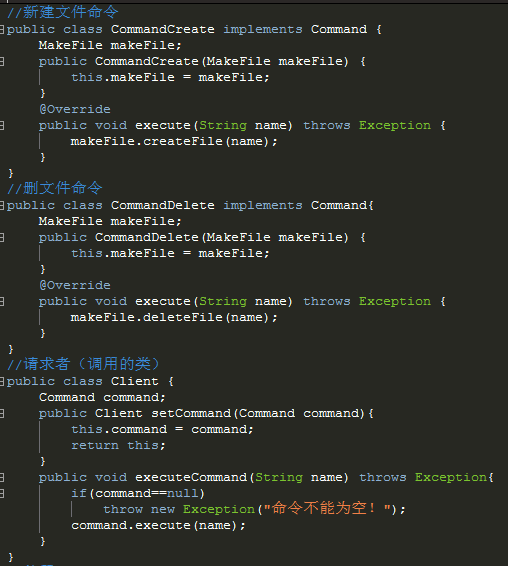 //新建文件命令
public class CommandCreate implements Command {
    MakeFile makeFile;
    public CommandCreate(MakeFile makeFile) {
        this.makeFile = makeFile;
    }
    @Override
    public void execute(String name) throws Exception {
        makeFile.createFile(name);
    }
}
//删文件命令
public class CommandDelete implements Command{
    MakeFile makeFile;
    public CommandDelete(MakeFile makeFile) {
        this.makeFile = makeFile;
    }
    @Override
    public void execute(String name) throws Exception {
        makeFile.deleteFile(name);
    }
}
//请求者（调用的类）
public class Client {
    Command command;
    public Client setCommand(Command command){
        this.command = command;
        return this;
    }
    public void executeCommand(String name) throws Exception{
        if(command==null)
            throw new Exception("命令不能为空！");
        command.execute(name);
    }
}